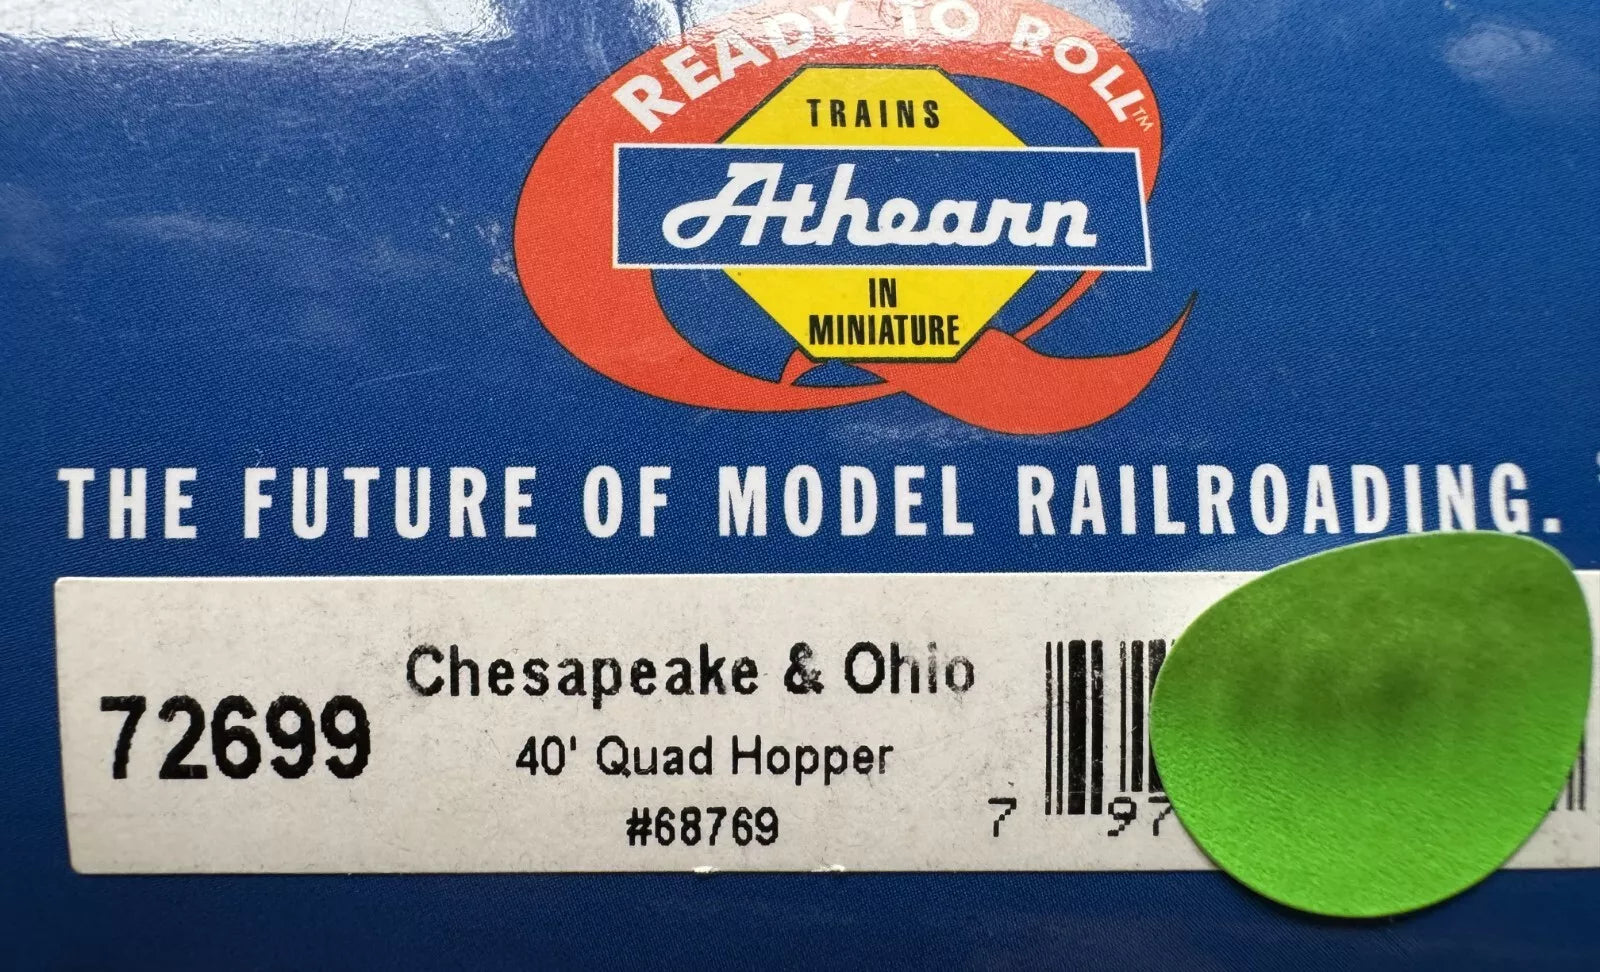 READY TO ROLL™
TRAINS
Athearn
IN
MINIATURE
THE FUTURE OF MODEL RAILROADING.
72699
Chesapeake & Ohio
40' Quad Hopper
#68769
7 97